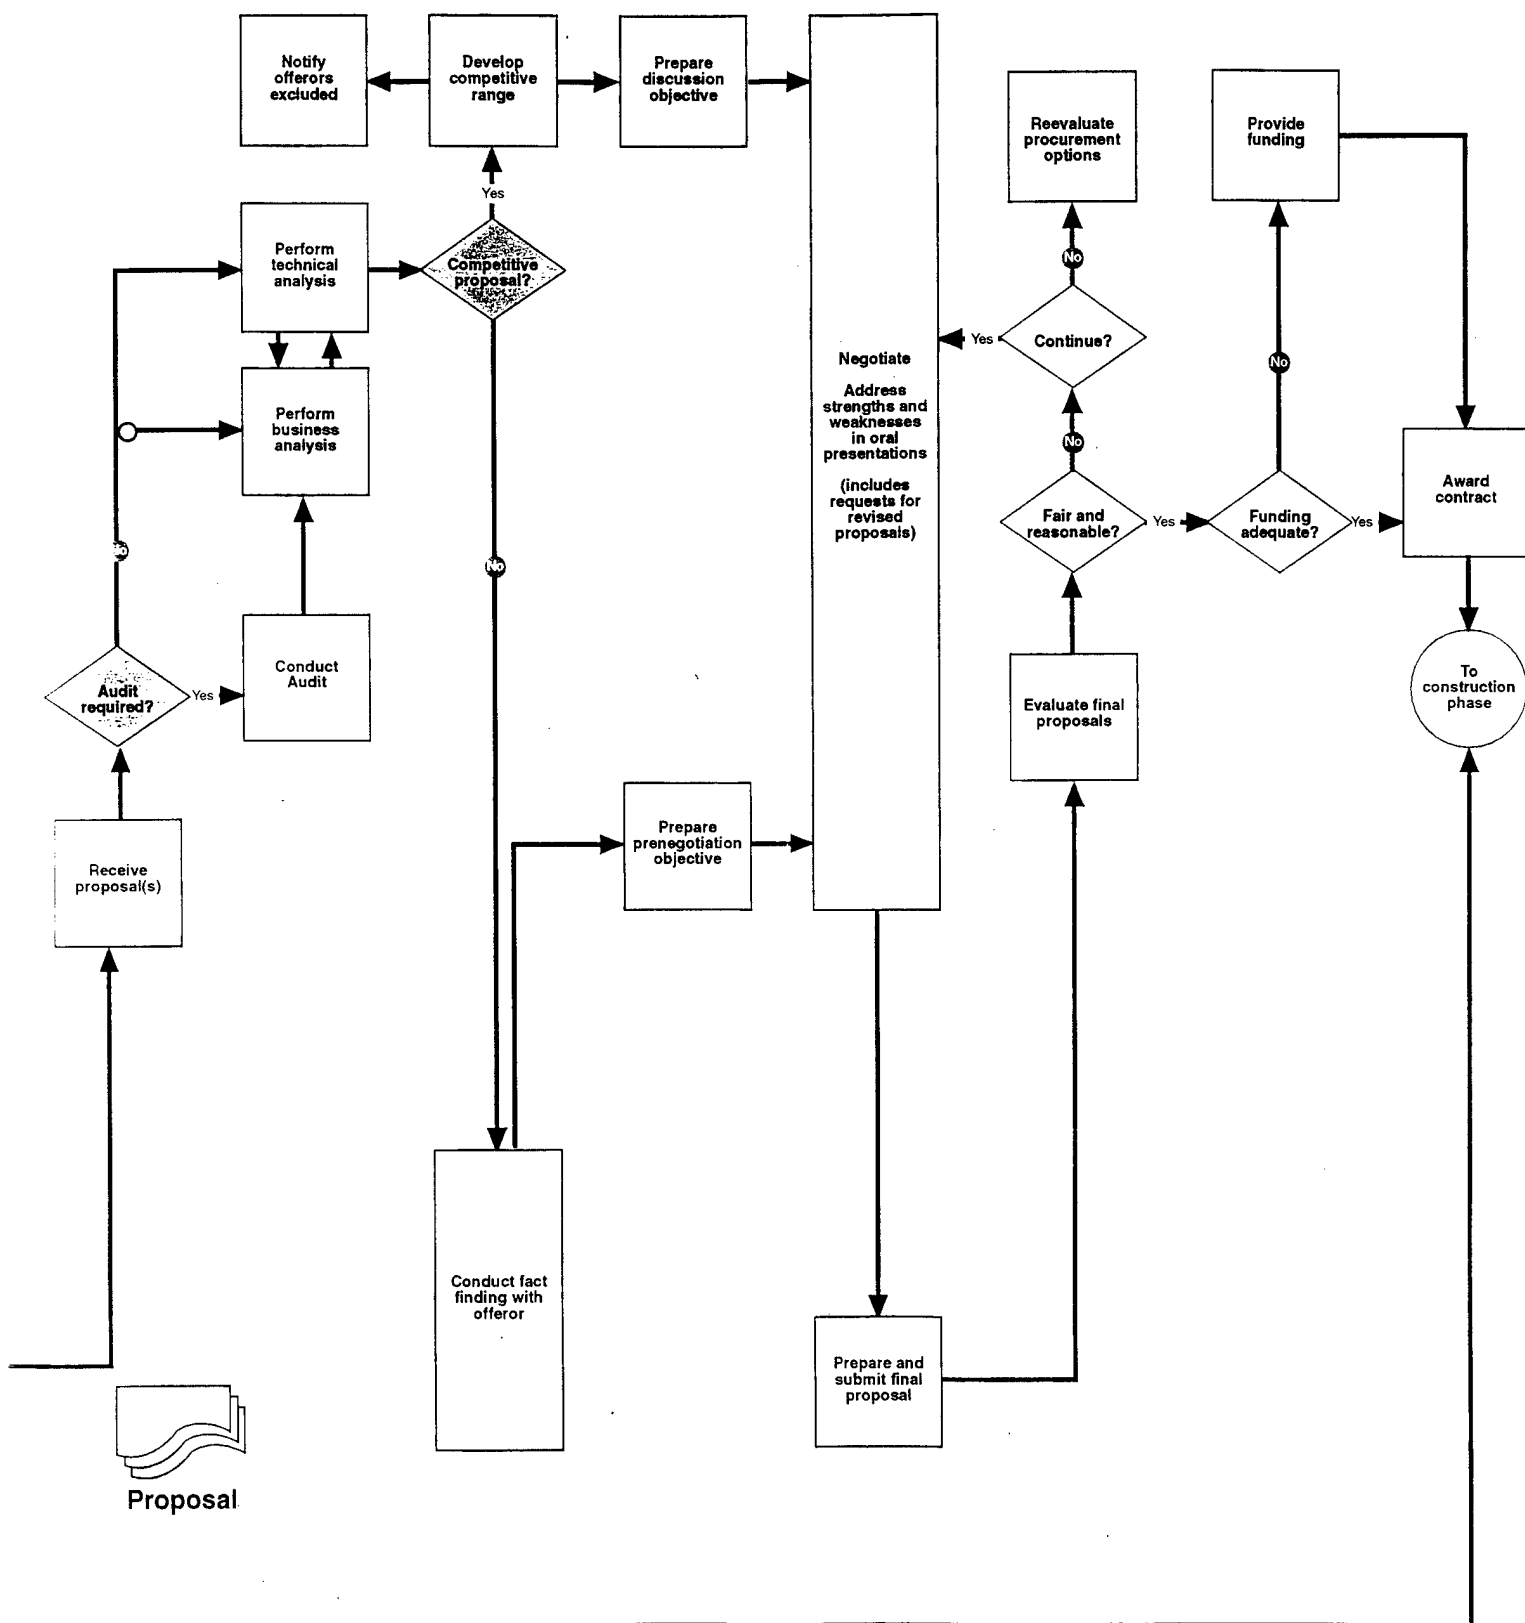 Notify
offerors
excluded
Develop
competitive
range
Prepare
discussion
objective
Reevaluate
procurement
options
Provide
funding
Yes
Perform
technical
analysis
Competitive
proposal?
No
Continue?
Yes
Negotiate
Address
strengths and
weaknesses
in oral
presentations
(includes
requests for
revised
proposals)
No
Perform
business
analysis
No
Fair and
reasonable?
Yes
Funding
adequate?
Yes
Award
contract
No
No
Audit
required?
Yes
Conduct
Audit
Evaluate final
proposals
To
construction
phase
Receive
proposal(s)
Prepare
prenegotiation
objective
Conduct fact
finding with
offeror
Prepare and
submit final
proposal
Proposal